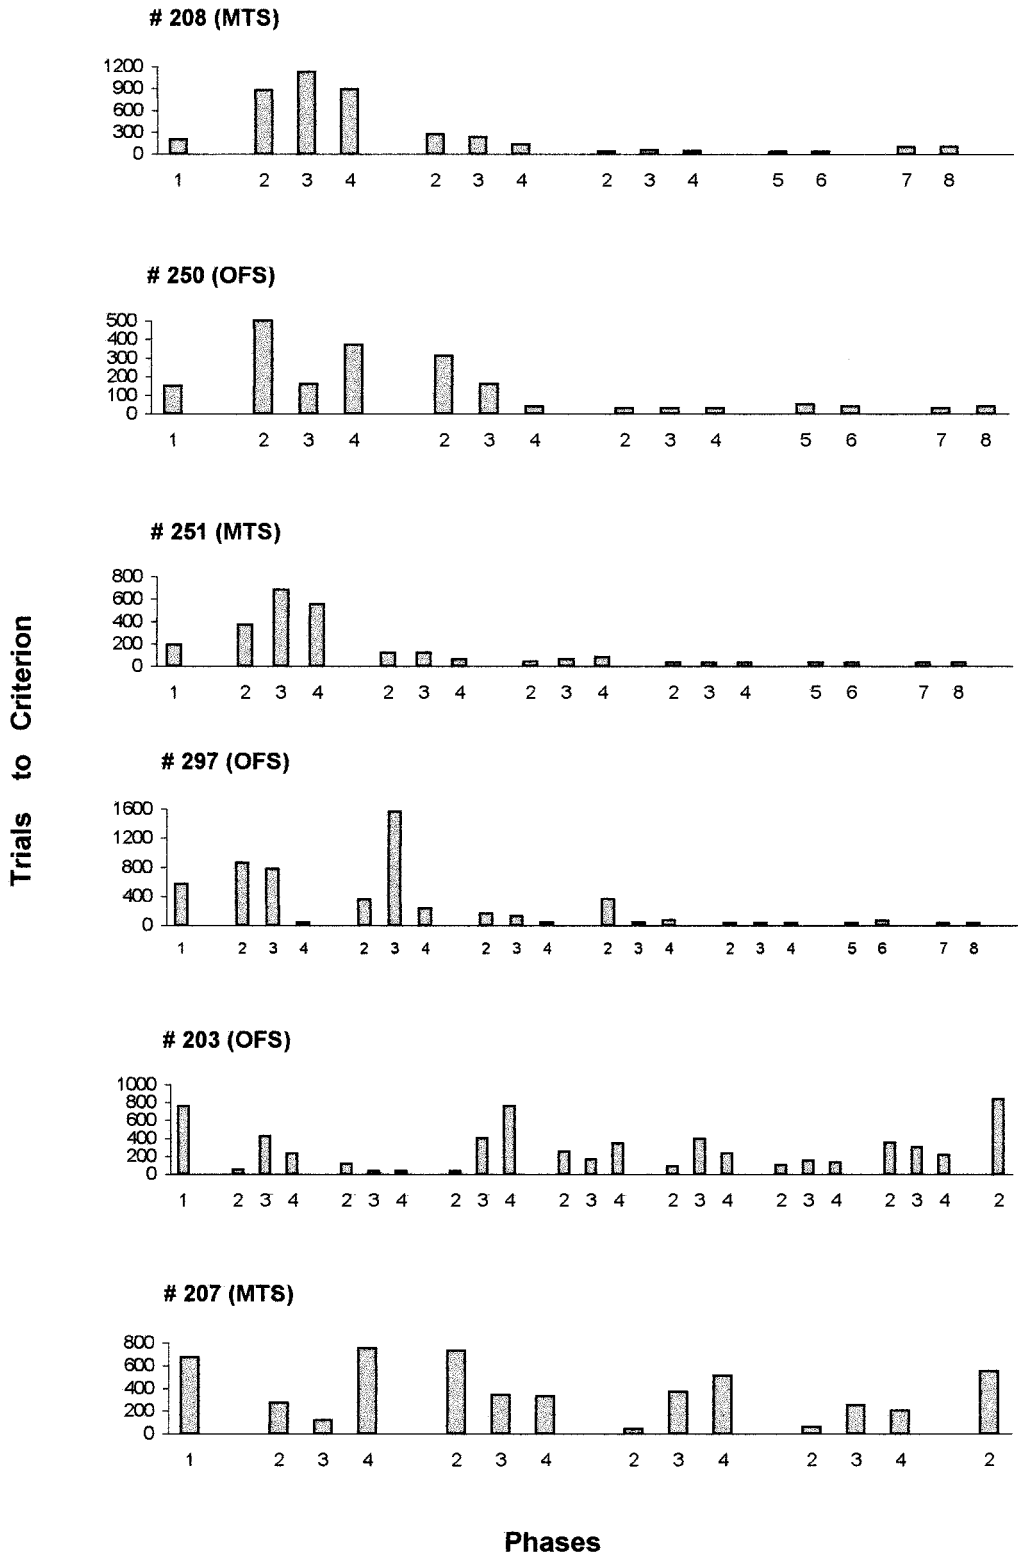 # 208 (MTS)
1200
900
600
300
0
1 2 3 4 2 3 4 2 3 4 5 6 7 8
# 250 (OFS)
500
400
300
200
100
0
1 2 3 4 2 3 4 2 3 4 5 6 7 8
# 251 (MTS)
800
600
400
200
0
1 2 3 4 2 3 4 2 3 4 2 3 4 5 6 7 8
# 297 (OFS)
1600
1200
800
400
0
1 2 3 4 2 3 4 2 3 4 2 3 4 2 3 4 5 6 7 8
# 203 (OFS)
1000
800
600
400
200
0
1 2 3 4 2 3 4 2 3 4 2 3 4 2 3 4 2 3 4 2 3 4 2
# 207 (MTS)
800
600
400
200
0
1 2 3 4 2 3 4 2 3 4 2 3 4 2
Trials to Criterion
Phases